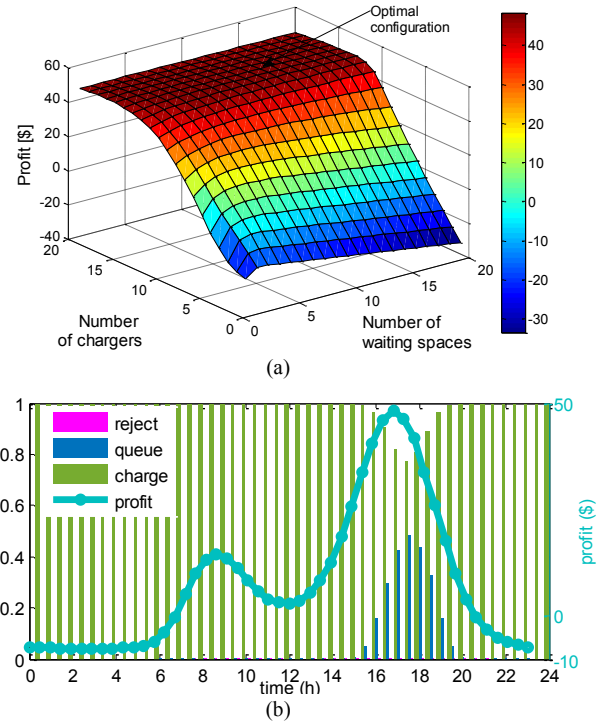 Optimal
configuration
60
40
20
0
-20
-40
Profit [$]
20
15
10
5
0
Number
of chargers
0
5
10
15
20
Number of
waiting spaces
40
30
20
10
0
-10
-20
-30
(a)
1
0.8
0.6
0.4
0.2
0
reject
queue
charge
profit
50
0
-10
profit ($)
0 2 4 6 8 10 12 14 16 18 20 22 24
time (h)
(b)